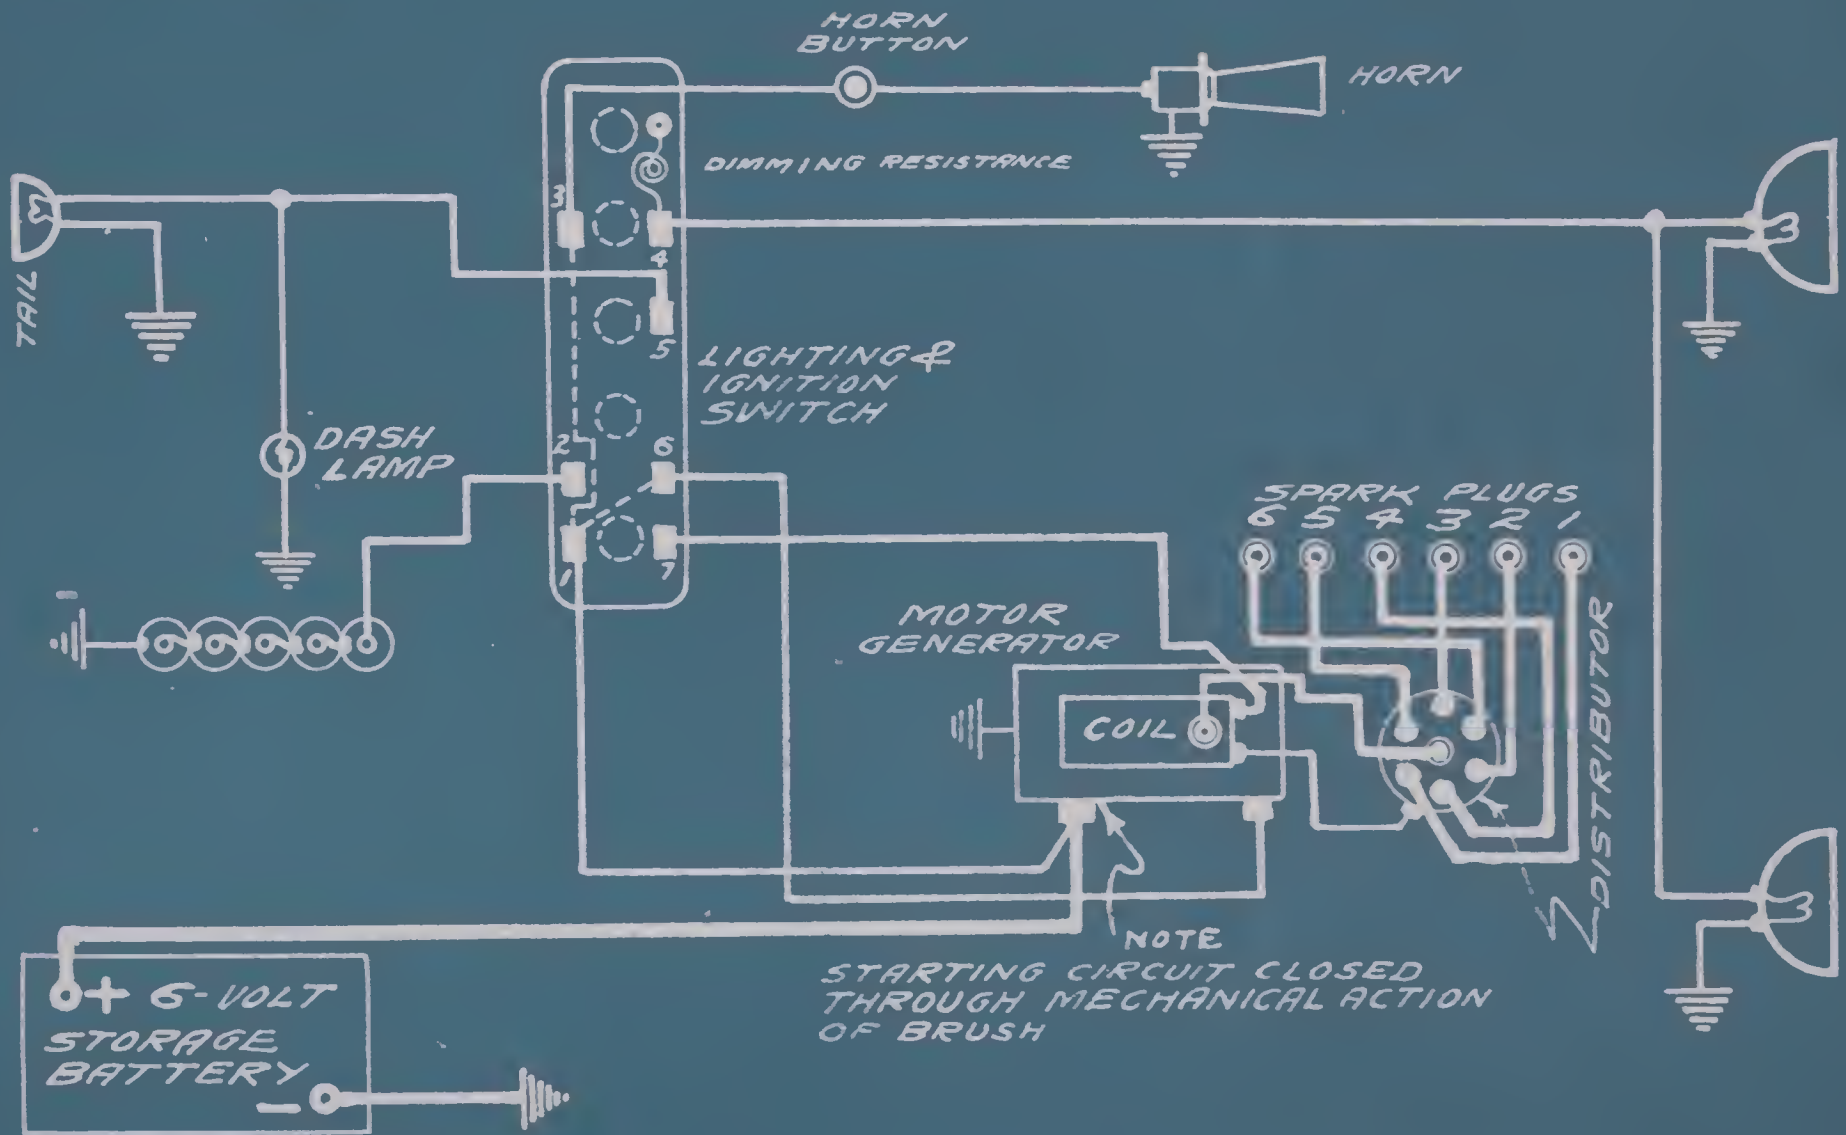 HORN
BUTTON
HORN
DIMMING RESISTANCE
3
4
TAIL
5
LIGHTING &
IGNITION
SWITCH
DASH
LAMP
2
6
1
7
SPARK PLUGS
6 5 4 3 2 1
MOTOR
GENERATOR
COIL
DISTRIBUTOR
NOTE
STARTING CIRCUIT CLOSED
THROUGH MECHANICAL ACTION
OF BRUSH
+ 6-VOLT
STORAGE
BATTERY
−